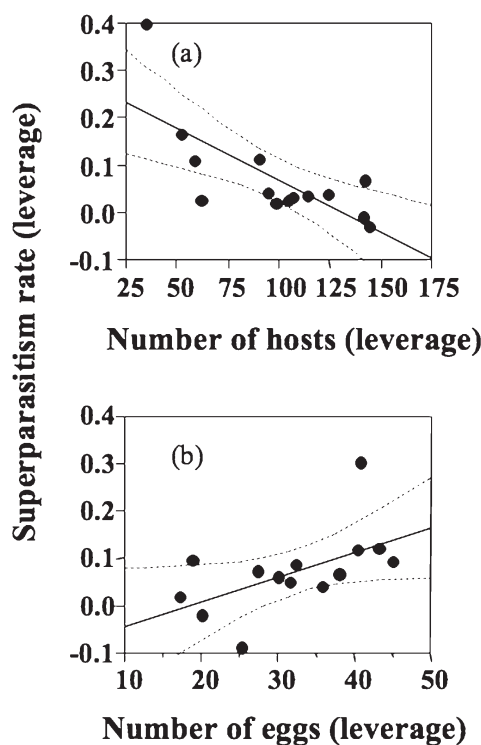 Superparasitism rate (leverage)
(a)
0.4
0.3
0.2
0.1
0.0
-0.1
25 50 75 100 125 150 175
Number of hosts (leverage)
(b)
0.4
0.3
0.2
0.1
0.0
-0.1
10 20 30 40 50
Number of eggs (leverage)